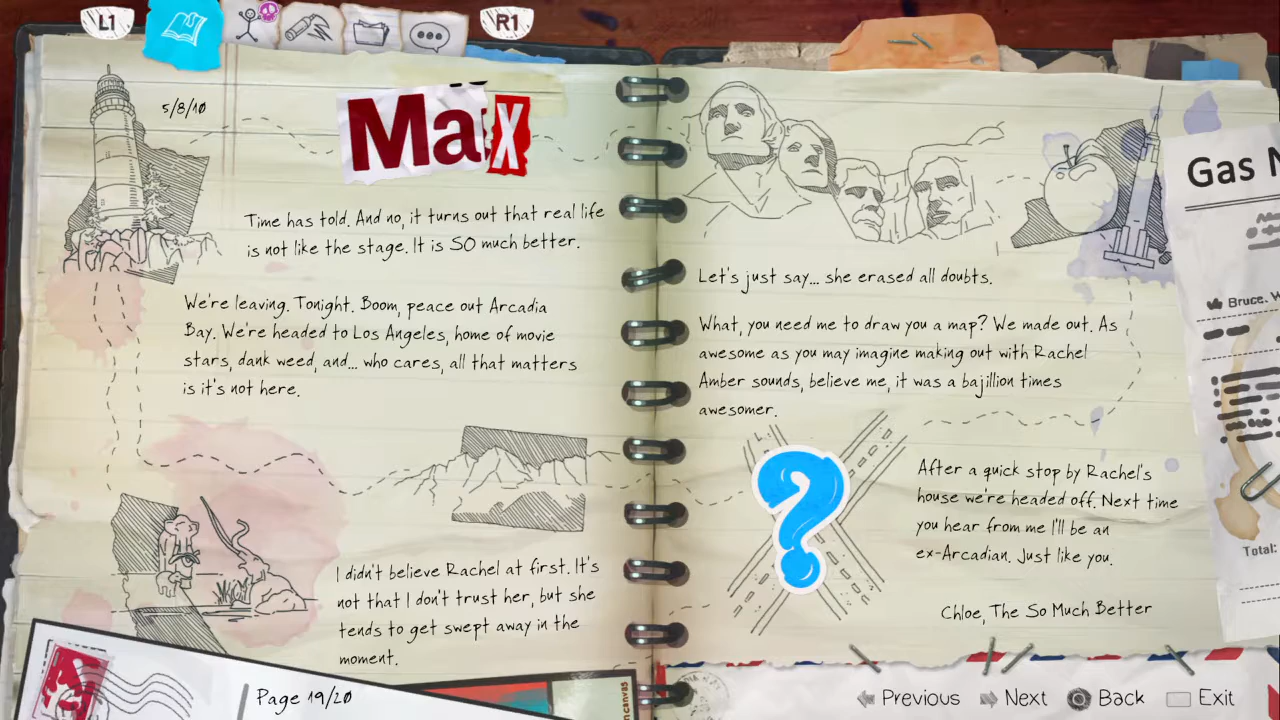 L1
R1
5/8/10
Max
Time has told. And no, it turns out that real life
is not like the stage. It is SO much better.
We're leaving. Tonight. Boom, peace out Arcadia
Bay. We're headed to Los Angeles, home of movie
stars, dank weed, and... who cares, all that matters
is it's not here.
I didn't believe Rachel at first. It's
not that I don't trust her, but she
tends to get swept away in the
moment.
Page 19/20
Let's just say... she erased all doubts.
What, you need me to draw you a map? We made out. As
awesome as you may imagine making out with Rachel
Amber sounds, believe me, it was a bajillion times
awesomer.
After a quick stop by Rachel's
house we're headed off. Next time
you hear from me I'll be an
ex-Arcadian. Just like you.
Chloe, The So Much Better
?
Gas
Bruce.
Total:
canvas
Previous
Next
Back
Exit